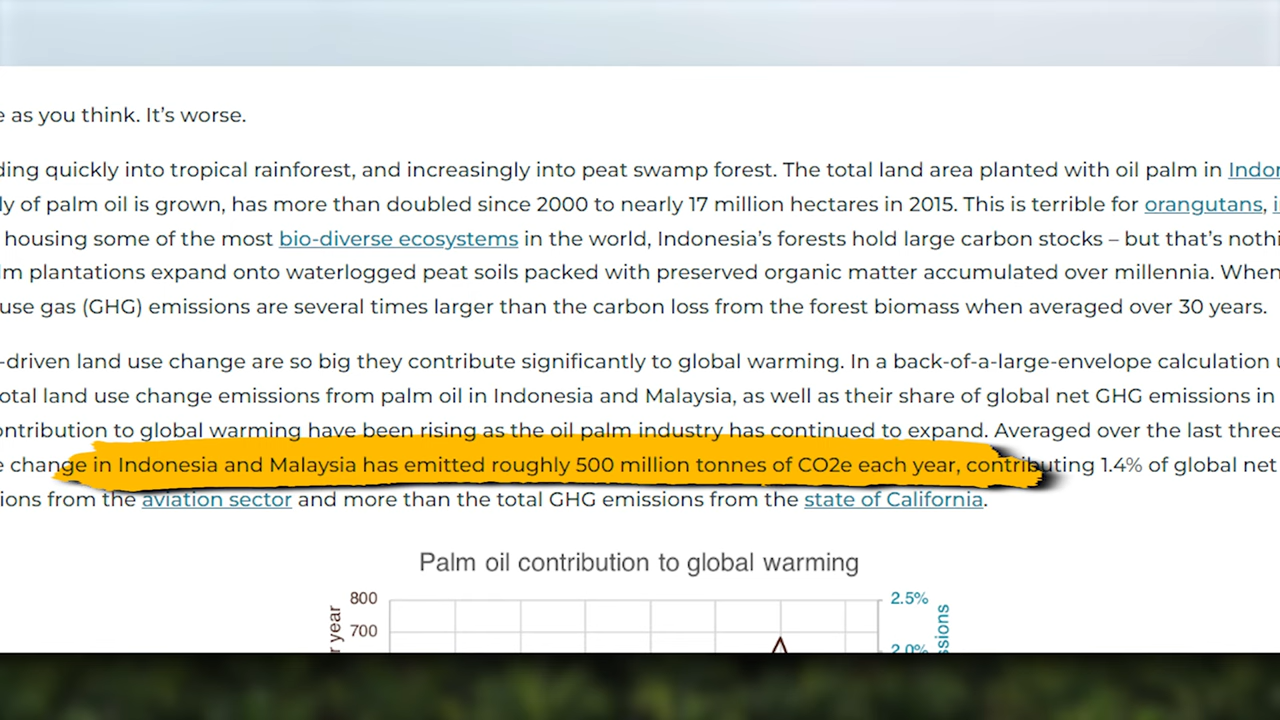 e as you think. It's worse.
ding quickly into tropical rainforest, and increasingly into peat swamp forest. The total land area planted with oil palm in Indon
ly of palm oil is grown, has more than doubled since 2000 to nearly 17 million hectares in 2015. This is terrible for orangutans, i
housing some of the most bio-diverse ecosystems in the world, Indonesia's forests hold large carbon stocks – but that's nothi
lm plantations expand onto waterlogged peat soils packed with preserved organic matter accumulated over millennia. When
use gas (GHG) emissions are several times larger than the carbon loss from the forest biomass when averaged over 30 years.
-driven land use change are so big they contribute significantly to global warming. In a back-of-a-large-envelope calculation u
otal land use change emissions from palm oil in Indonesia and Malaysia, as well as their share of global net GHG emissions in
ontribution to global warming have been rising as the oil palm industry has continued to expand. Averaged over the last three
e change in Indonesia and Malaysia has emitted roughly 500 million tonnes of CO2e each year, contributing 1.4% of global net
ions from the aviation sector and more than the total GHG emissions from the state of California.
Palm oil contribution to global warming
800
2.5%
700
2.0%
r year
ssions